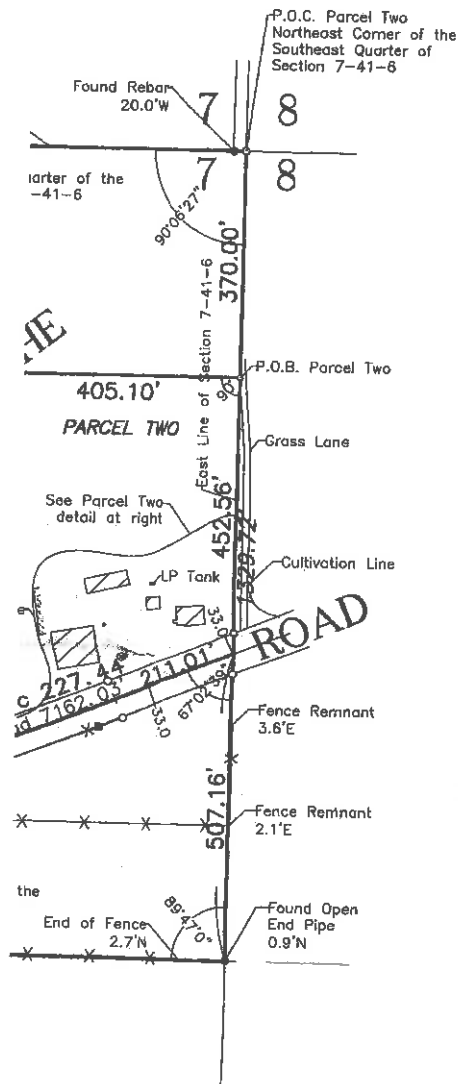 P.O.C. Parcel Two
Northeast Corner of the
Southeast Quarter of
Section 7-41-6
Found Rebar
20.0'W
7 8
7 8
arter of the
-41-6
90°06'27"
370.00'
East Line of Section 7-41-6
HE
P.O.B. Parcel Two
405.10'
90°
PARCEL TWO
Grass Lane
See Parcel Two
detail at right
452.56'
1329.72
LP Tank
Cultivation Line
33.0
ROAD
c 227.44'
211.01'
d 7162.03'
67°02'39"
33.0
Fence Remnant
3.6'E
507.16'
Fence Remnant
2.1'E
the
89°47'0"
End of Fence
2.7'N
Found Open
End Pipe
0.9'N